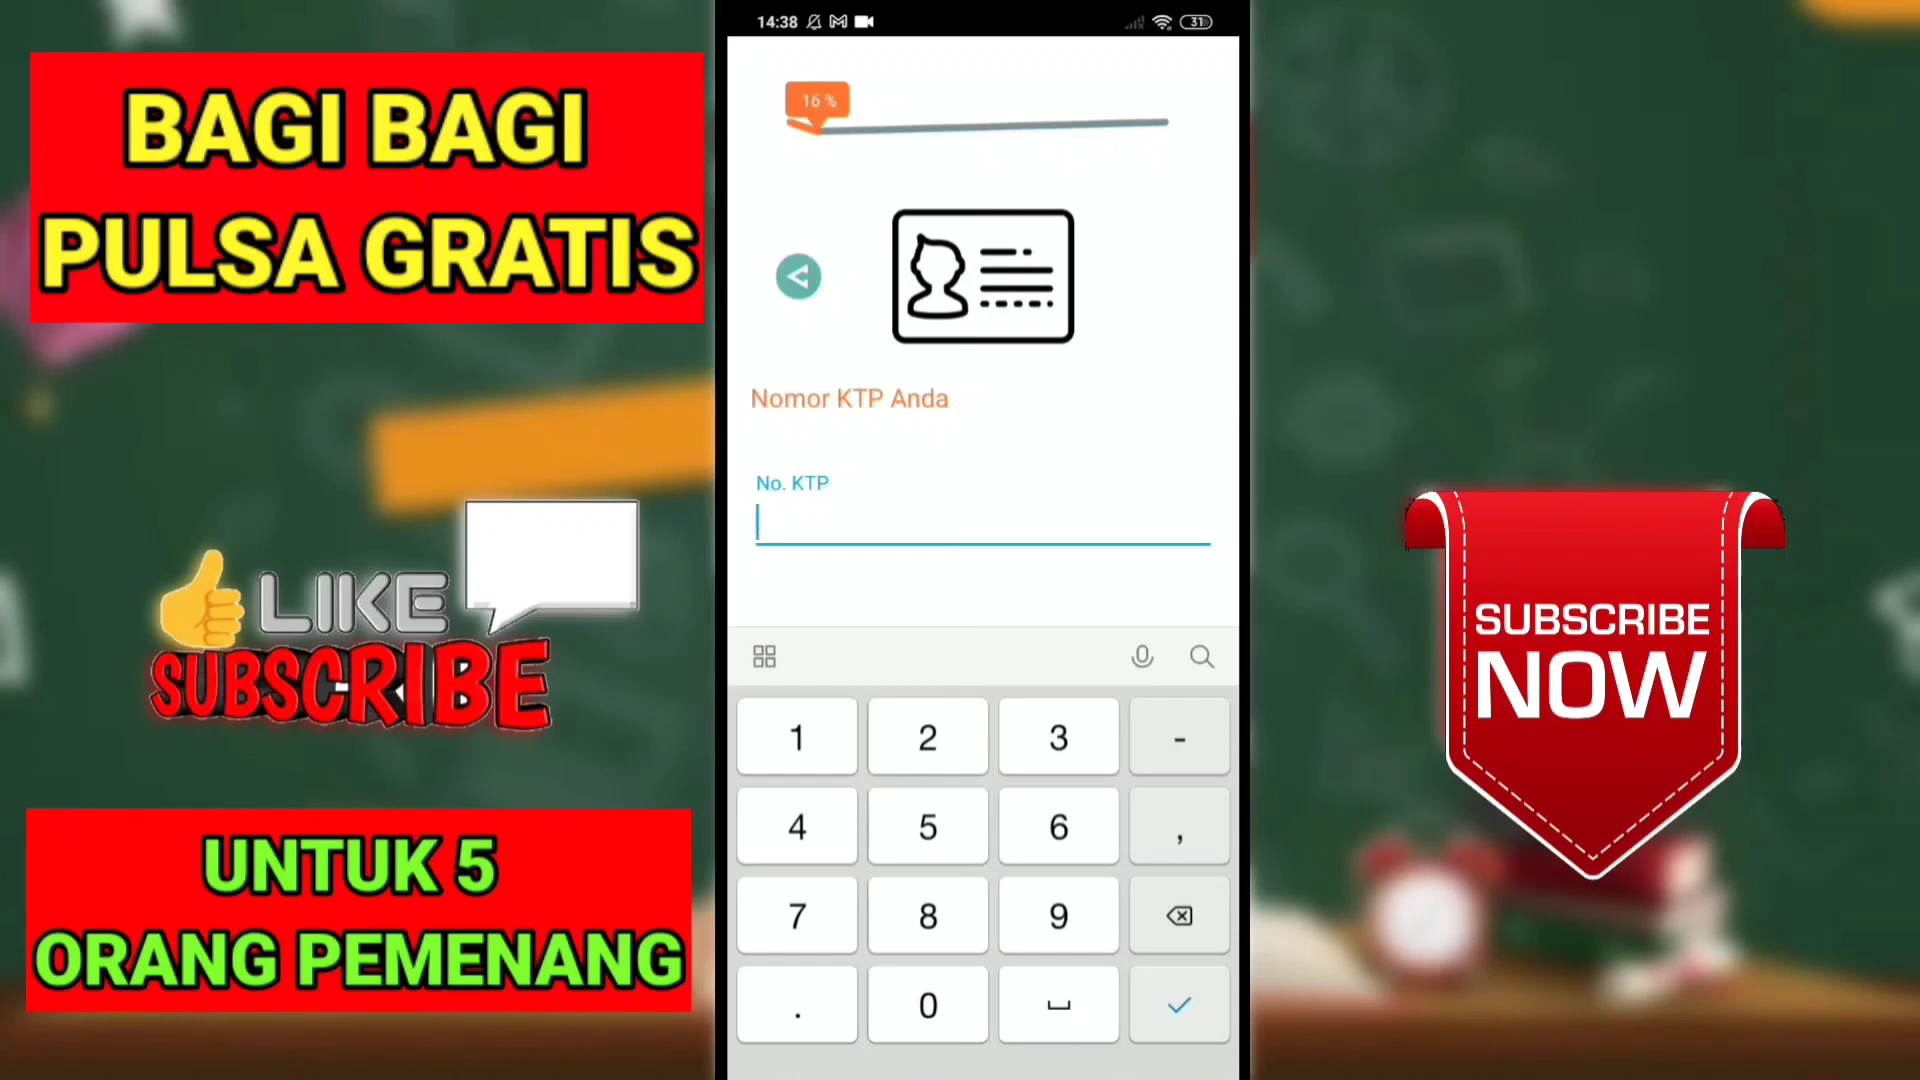 BAGI BAGI
PULSA GRATIS
LIKE
SUBSCRIBE
UNTUK 5
ORANG PEMENANG
14:38
31
16 %
Nomor KTP Anda
No. KTP
1 2 3 -
4 5 6 ,
7 8 9
. 0
SUBSCRIBE
NOW